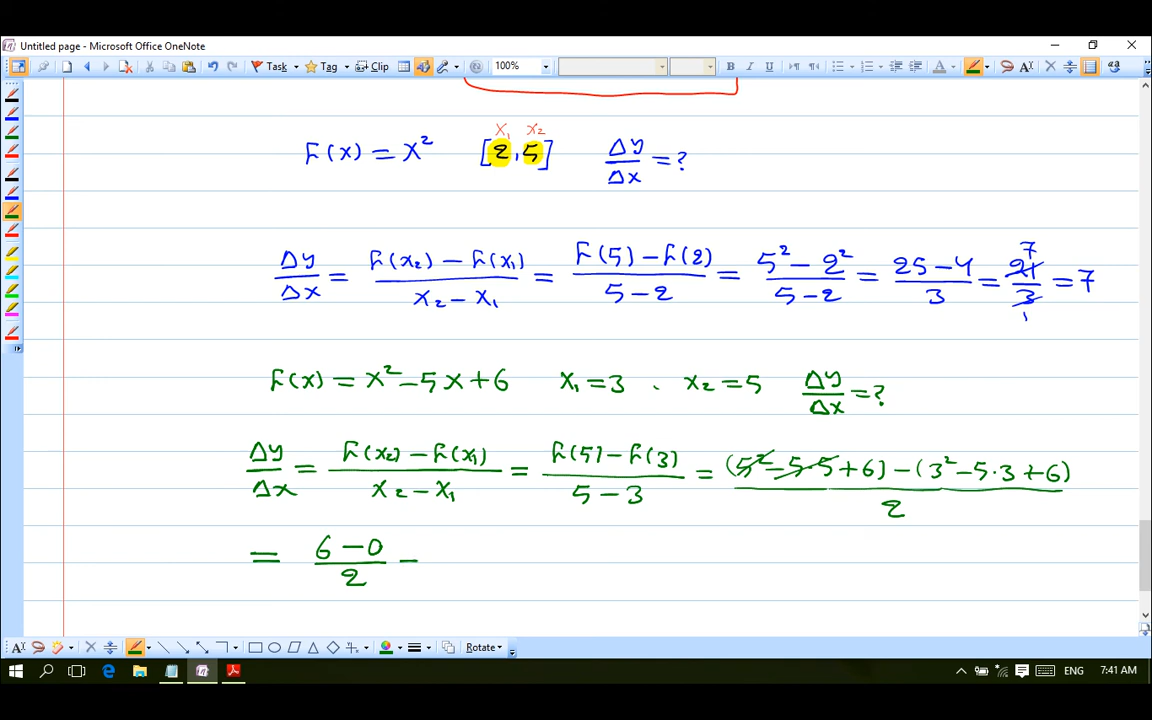 Untitled page - Microsoft Office OneNote
Task Tag Clip 100% B I U A
F(x) = x² [2, 5] Δy/Δx = ?
x₁ x₂
Δy/Δx = (F(x₂) − F(x₁))/(x₂ − x₁) = (F(5) − F(2))/(5 − 2) = (5² − 2²)/(5 − 2) = (25 − 4)/3 = 21/3 = 7
7
1
F(x) = x² − 5x + 6 x₁ = 3 . x₂ = 5 Δy/Δx = ?
Δy/Δx = (F(x₂) − F(x₁))/(x₂ − x₁) = (F(5) − F(3))/(5 − 3) = ((5² − 5·5 + 6) − (3² − 5·3 + 6))/2
= (6 − 0)/2 −
Rotate
ENG 7:41 AM